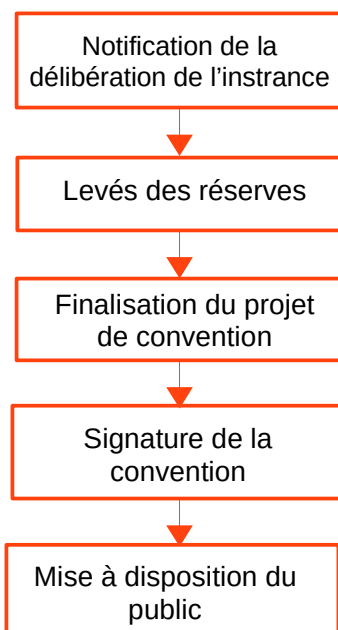 Notification de la
délibération de l'instrance
Levés des réserves
Finalisation du projet
de convention
Signature de la
convention
Mise à disposition du
public